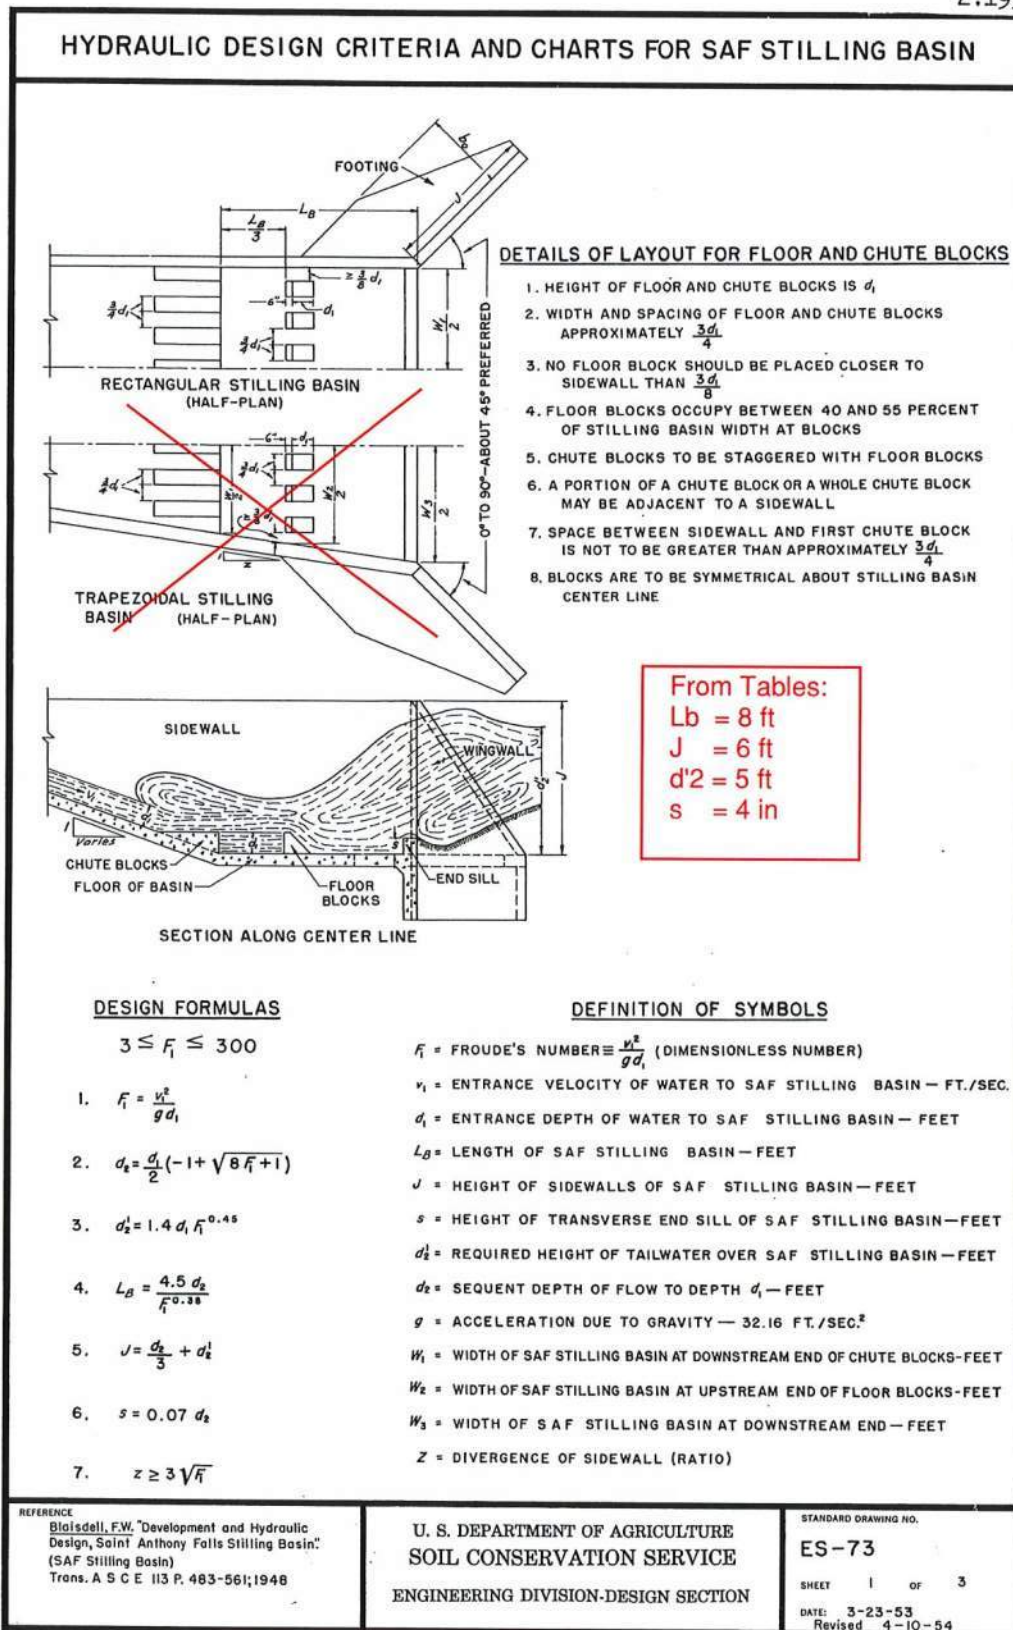 HYDRAULIC DESIGN CRITERIA AND CHARTS FOR SAF STILLING BASIN
FOOTING
J
L_B
L_B/3
≥ 3/8 d₁
6"
d₁
3/4 d₁
3/4 d₁
W₁/2
RECTANGULAR STILLING BASIN
(HALF-PLAN)
0° TO 90°-ABOUT 45° PREFERRED
6"
d₁
3/4 d₁
3/4 d₁
W₂/2
W₃/2
≥ 3/8 d₁
1
z
TRAPEZOIDAL STILLING
BASIN (HALF-PLAN)
DETAILS OF LAYOUT FOR FLOOR AND CHUTE BLOCKS
1. HEIGHT OF FLOOR AND CHUTE BLOCKS IS d₁
2. WIDTH AND SPACING OF FLOOR AND CHUTE BLOCKS
APPROXIMATELY 3d₁/4
3. NO FLOOR BLOCK SHOULD BE PLACED CLOSER TO
SIDEWALL THAN 3d₁/8
4. FLOOR BLOCKS OCCUPY BETWEEN 40 AND 55 PERCENT
OF STILLING BASIN WIDTH AT BLOCKS
5. CHUTE BLOCKS TO BE STAGGERED WITH FLOOR BLOCKS
6. A PORTION OF A CHUTE BLOCK OR A WHOLE CHUTE BLOCK
MAY BE ADJACENT TO A SIDEWALL
7. SPACE BETWEEN SIDEWALL AND FIRST CHUTE BLOCK
IS NOT TO BE GREATER THAN APPROXIMATELY 3d₁/4
8. BLOCKS ARE TO BE SYMMETRICAL ABOUT STILLING BASIN
CENTER LINE
From Tables:
Lb = 8 ft
J = 6 ft
d'2 = 5 ft
s = 4 in
SIDEWALL
WINGWALL
v₁
d₁
d₁
s
d₂'
J
1
Varies
CHUTE BLOCKS
FLOOR OF BASIN
FLOOR
BLOCKS
END SILL
SECTION ALONG CENTER LINE
DESIGN FORMULAS
3 ≤ F₁ ≤ 300
1. F₁ = v₁²/gd₁
2. d₂ = d₁/2 (-1 + √(8F₁+1))
3. d₂' = 1.4 d₁ F₁^0.45
4. L_B = 4.5 d₂/F₁^0.38
5. J = d₂/3 + d₂'
6. s = 0.07 d₂
7. z ≥ 3√F₁
DEFINITION OF SYMBOLS
F₁ = FROUDE'S NUMBER ≡ v₁²/gd₁ (DIMENSIONLESS NUMBER)
v₁ = ENTRANCE VELOCITY OF WATER TO SAF STILLING BASIN — FT./SEC.
d₁ = ENTRANCE DEPTH OF WATER TO SAF STILLING BASIN — FEET
L_B = LENGTH OF SAF STILLING BASIN — FEET
J = HEIGHT OF SIDEWALLS OF SAF STILLING BASIN — FEET
s = HEIGHT OF TRANSVERSE END SILL OF SAF STILLING BASIN — FEET
d₂' = REQUIRED HEIGHT OF TAILWATER OVER SAF STILLING BASIN — FEET
d₂ = SEQUENT DEPTH OF FLOW TO DEPTH d₁ — FEET
g = ACCELERATION DUE TO GRAVITY — 32.16 FT./SEC.²
W₁ = WIDTH OF SAF STILLING BASIN AT DOWNSTREAM END OF CHUTE BLOCKS-FEET
W₂ = WIDTH OF SAF STILLING BASIN AT UPSTREAM END OF FLOOR BLOCKS-FEET
W₃ = WIDTH OF SAF STILLING BASIN AT DOWNSTREAM END — FEET
Z = DIVERGENCE OF SIDEWALL (RATIO)
REFERENCE
Blaisdell, F.W. "Development and Hydraulic
Design, Saint Anthony Falls Stilling Basin."
(SAF Stilling Basin)
Trans. A S C E 113 P. 483-561; 1948
U. S. DEPARTMENT OF AGRICULTURE
SOIL CONSERVATION SERVICE
ENGINEERING DIVISION-DESIGN SECTION
STANDARD DRAWING NO.
ES-73
SHEET 1 OF 3
DATE: 3-23-53
Revised 4-10-54